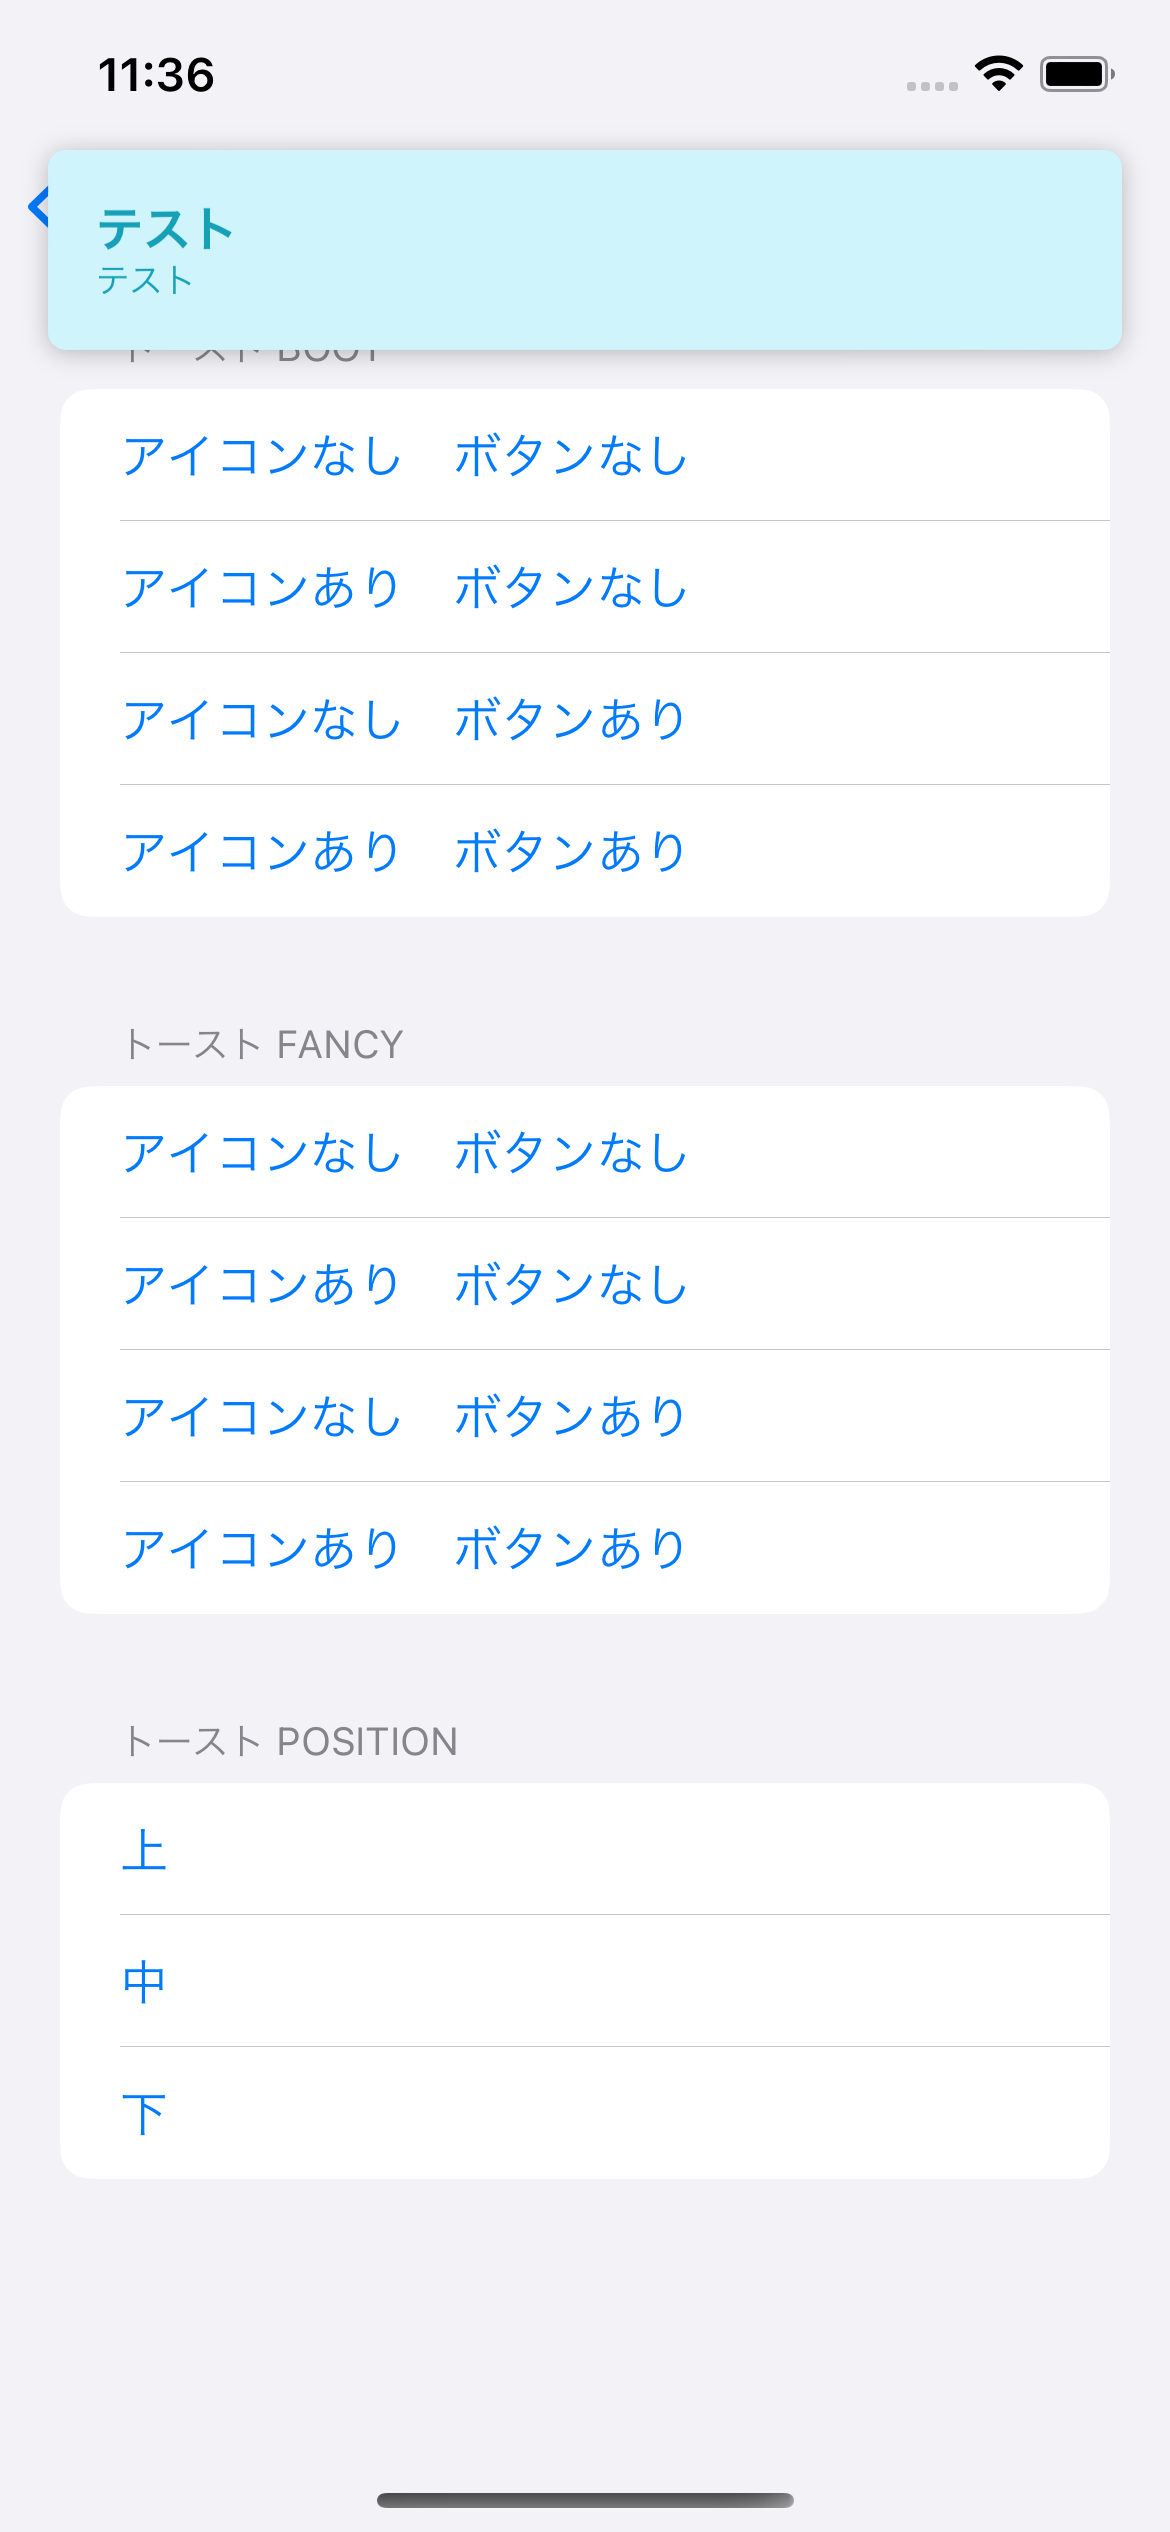 11:36
テスト
テスト
トースト BOOT
アイコンなし　ボタンなし
アイコンあり　ボタンなし
アイコンなし　ボタンあり
アイコンあり　ボタンあり
トースト FANCY
アイコンなし　ボタンなし
アイコンあり　ボタンなし
アイコンなし　ボタンあり
アイコンあり　ボタンあり
トースト POSITION
上
中
下